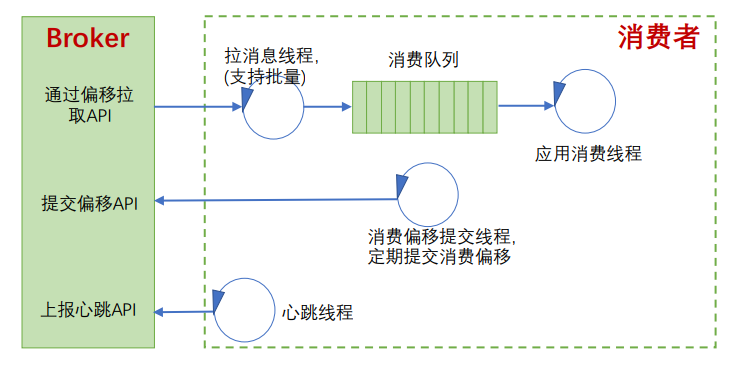 Broker
消费者
拉消息线程,
(支持批量)
消费队列
通过偏移拉
取API
应用消费线程
提交偏移API
消费偏移提交线程,
定期提交消费偏移
上报心跳API
心跳线程